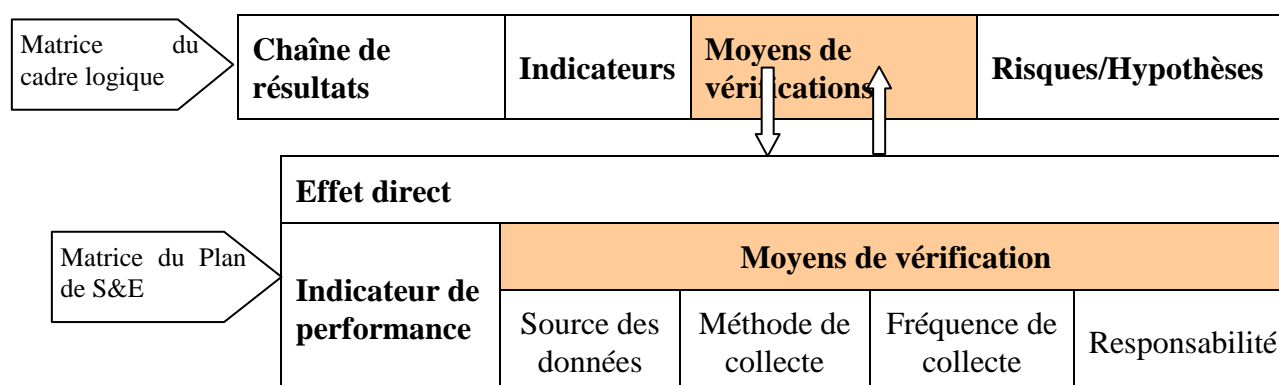 Matrice du
cadre logique
Chaîne de
résultats
Indicateurs
Moyens de
vérifications
Risques/Hypothèses
Effet direct
Matrice du Plan
de S&E
Indicateur de
performance
Moyens de vérification
Source des
données
Méthode de
collecte
Fréquence de
collecte
Responsabilité